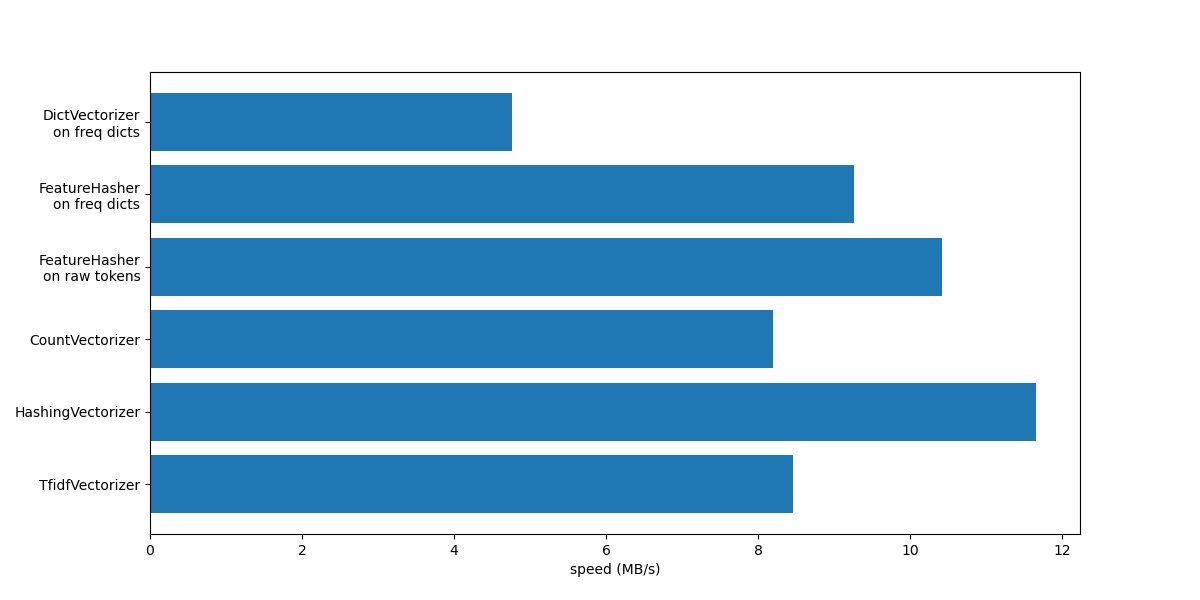 DictVectorizer
on freq dicts
FeatureHasher
on freq dicts
FeatureHasher
on raw tokens
CountVectorizer
HashingVectorizer
TfidfVectorizer
0 2 4 6 8 10 12
speed (MB/s)